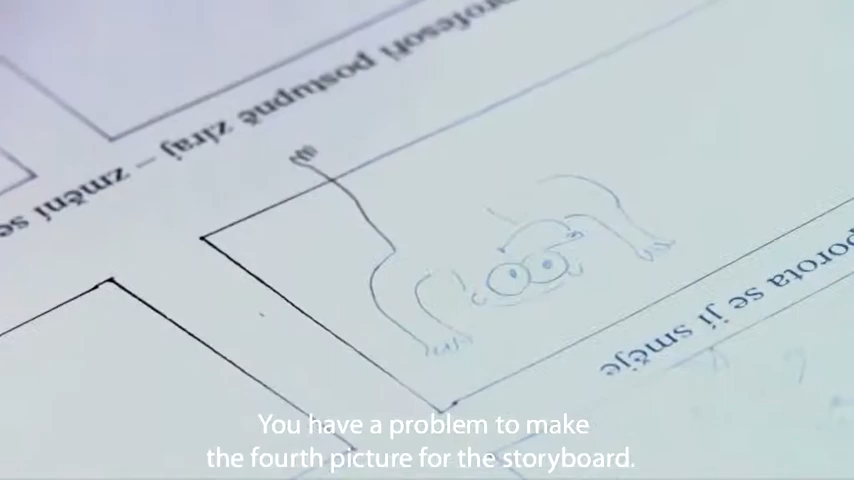 profesoři postupně zíraj – změní se
porota se jí směje
You have a problem to make
the fourth picture for the storyboard.